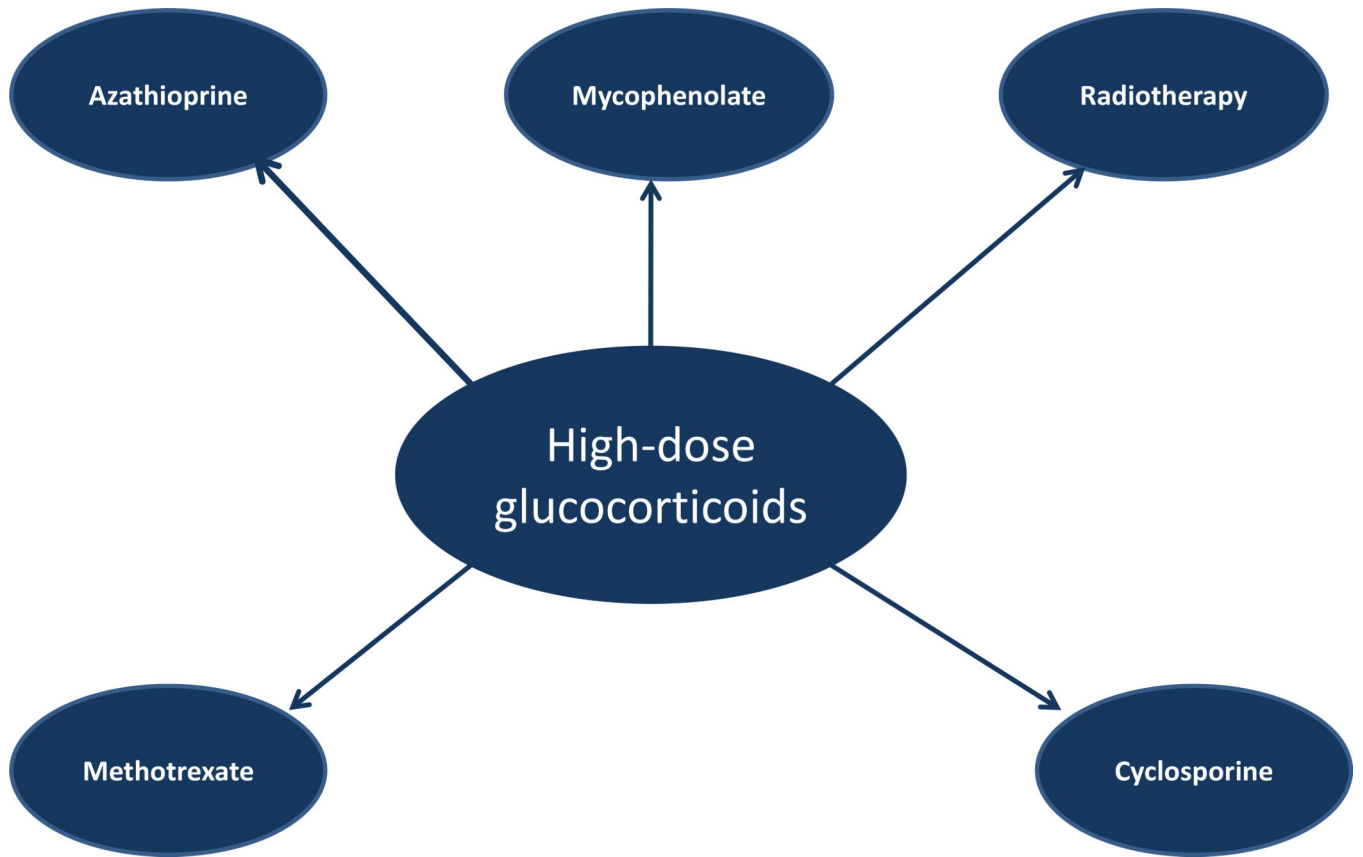 Azathioprine
Mycophenolate
Radiotherapy
High-dose
glucocorticoids
Methotrexate
Cyclosporine